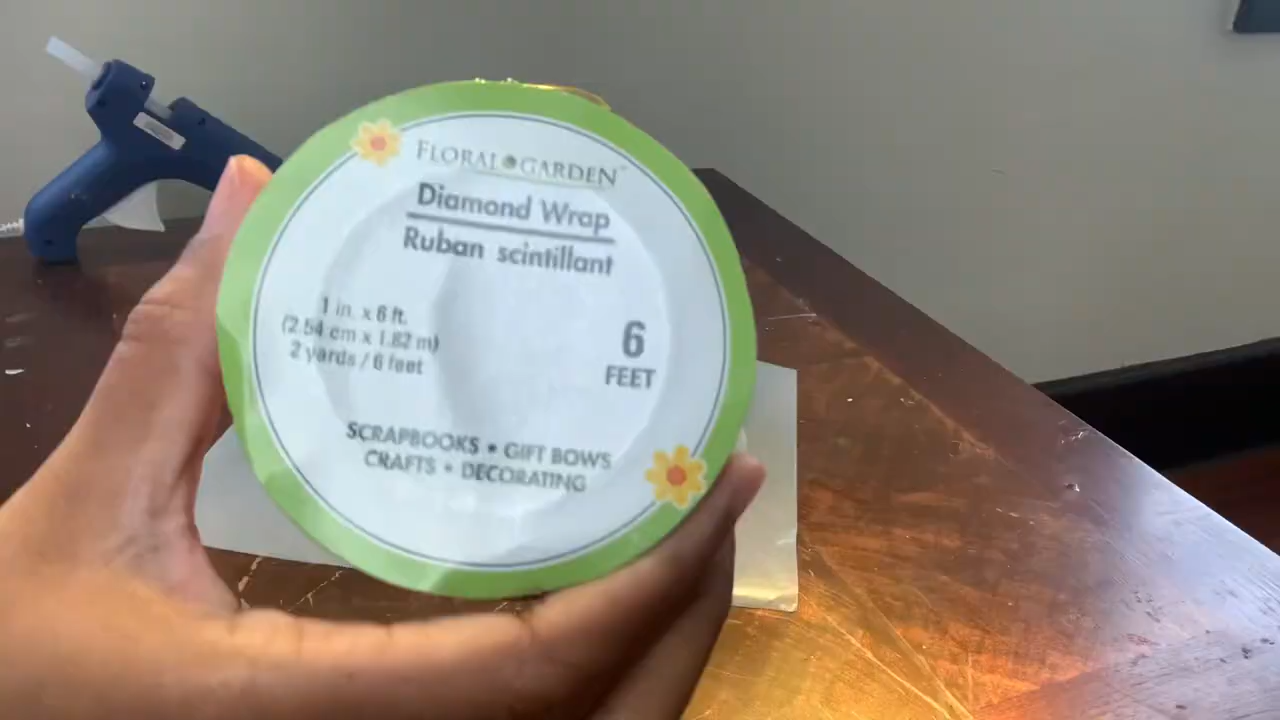 FLORAL GARDEN™
Diamond Wrap
Ruban scintillant
1 in. x 6 ft.
(2.54 cm x 1.82 m)
2 yards / 6 feet
6
FEET
SCRAPBOOKS • GIFT BOWS
CRAFTS • DECORATING